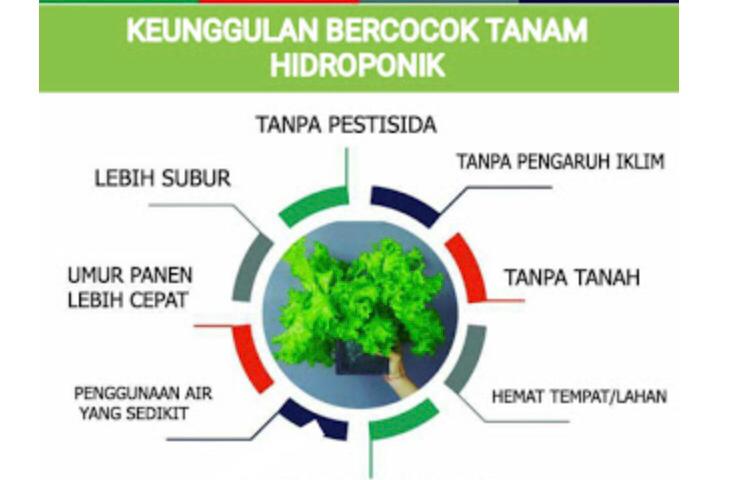 KEUNGGULAN BERCOCOK TANAM
HIDROPONIK
TANPA PESTISIDA
TANPA PENGARUH IKLIM
LEBIH SUBUR
UMUR PANEN
LEBIH CEPAT
TANPA TANAH
PENGGUNAAN AIR
YANG SEDIKIT
HEMAT TEMPAT/LAHAN